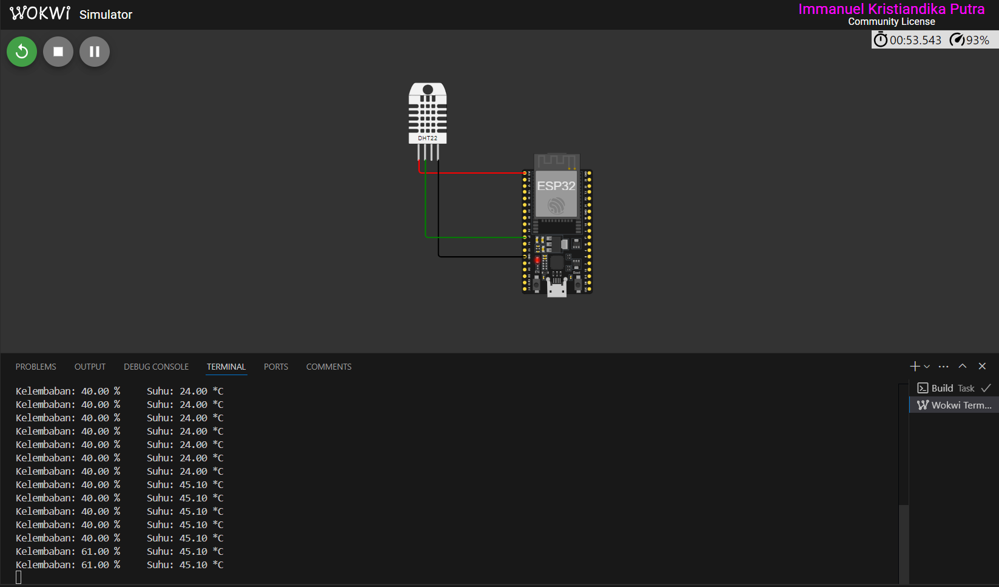 WOKWi Simulator
Immanuel Kristiandika Putra
Community License
00:53.543 93%
DHT22
ESP32
PROBLEMS OUTPUT DEBUG CONSOLE TERMINAL PORTS COMMENTS
Kelembaban: 40.00 % Suhu: 24.00 *C
Kelembaban: 40.00 % Suhu: 24.00 *C
Kelembaban: 40.00 % Suhu: 24.00 *C
Kelembaban: 40.00 % Suhu: 24.00 *C
Kelembaban: 40.00 % Suhu: 24.00 *C
Kelembaban: 40.00 % Suhu: 24.00 *C
Kelembaban: 40.00 % Suhu: 24.00 *C
Kelembaban: 40.00 % Suhu: 45.10 *C
Kelembaban: 40.00 % Suhu: 45.10 *C
Kelembaban: 40.00 % Suhu: 45.10 *C
Kelembaban: 40.00 % Suhu: 45.10 *C
Kelembaban: 40.00 % Suhu: 45.10 *C
Kelembaban: 61.00 % Suhu: 45.10 *C
Kelembaban: 61.00 % Suhu: 45.10 *C
Build Task
Wokwi Term...